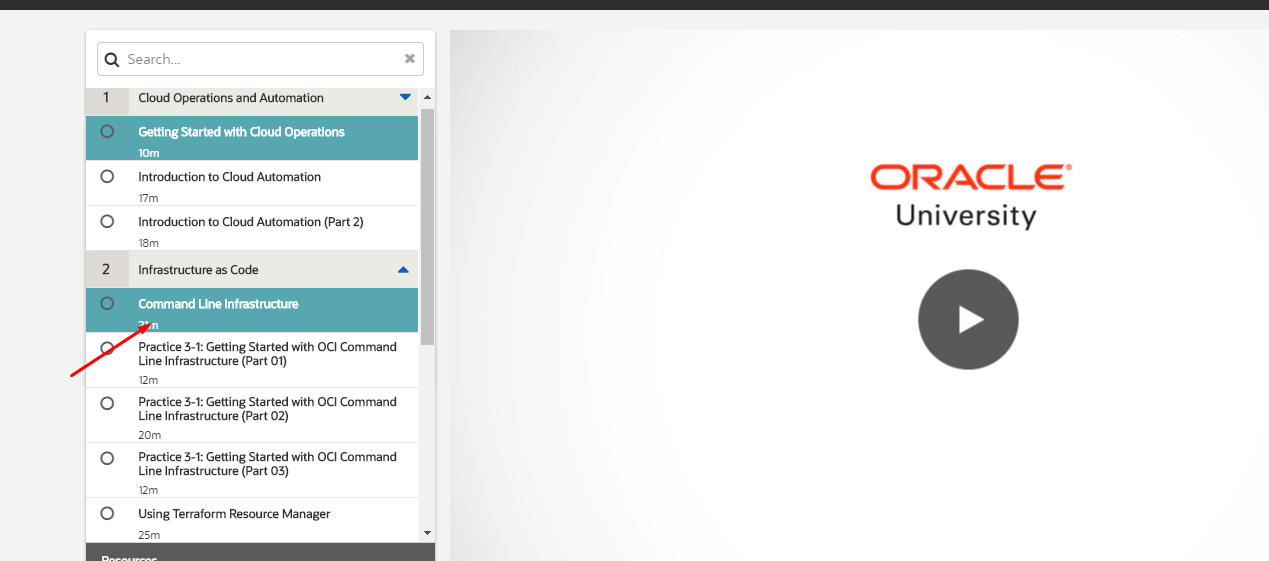 Search...
1 Cloud Operations and Automation
Getting Started with Cloud Operations
10m
Introduction to Cloud Automation
17m
Introduction to Cloud Automation (Part 2)
18m
2 Infrastructure as Code
Command Line Infrastructure
Practice 3-1: Getting Started with OCI Command
Line Infrastructure (Part 01)
12m
Practice 3-1: Getting Started with OCI Command
Line Infrastructure (Part 02)
20m
Practice 3-1: Getting Started with OCI Command
Line Infrastructure (Part 03)
12m
Using Terraform Resource Manager
25m
Resources
ORACLE®
University